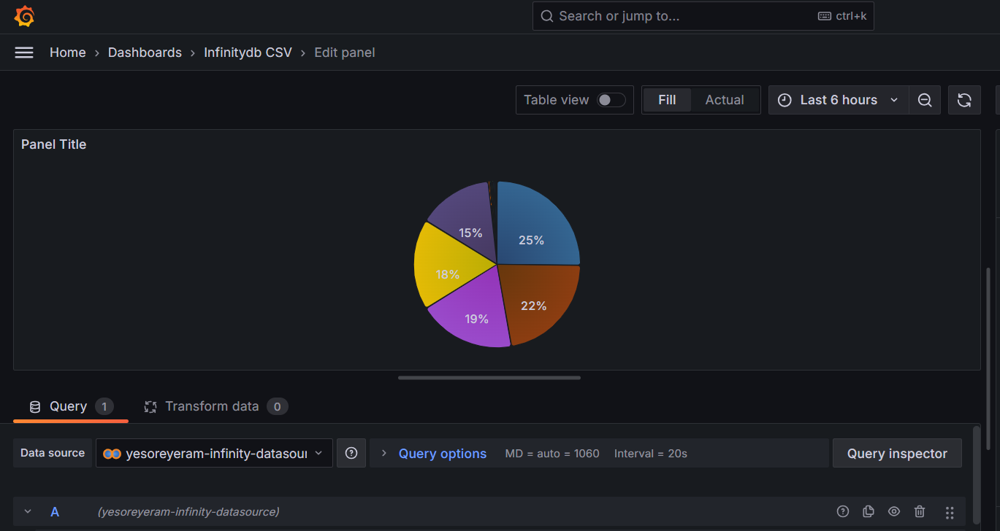 Search or jump to... ctrl+k
Home > Dashboards > Infinitydb CSV > Edit panel
Table view Fill Actual Last 6 hours
Panel Title
15% 25%
18%
22%
19%
Query 1 Transform data 0
Data source yesoreyeram-infinity-datasour Query options MD = auto = 1060 Interval = 20s Query inspector
A (yesoreyeram-infinity-datasource)